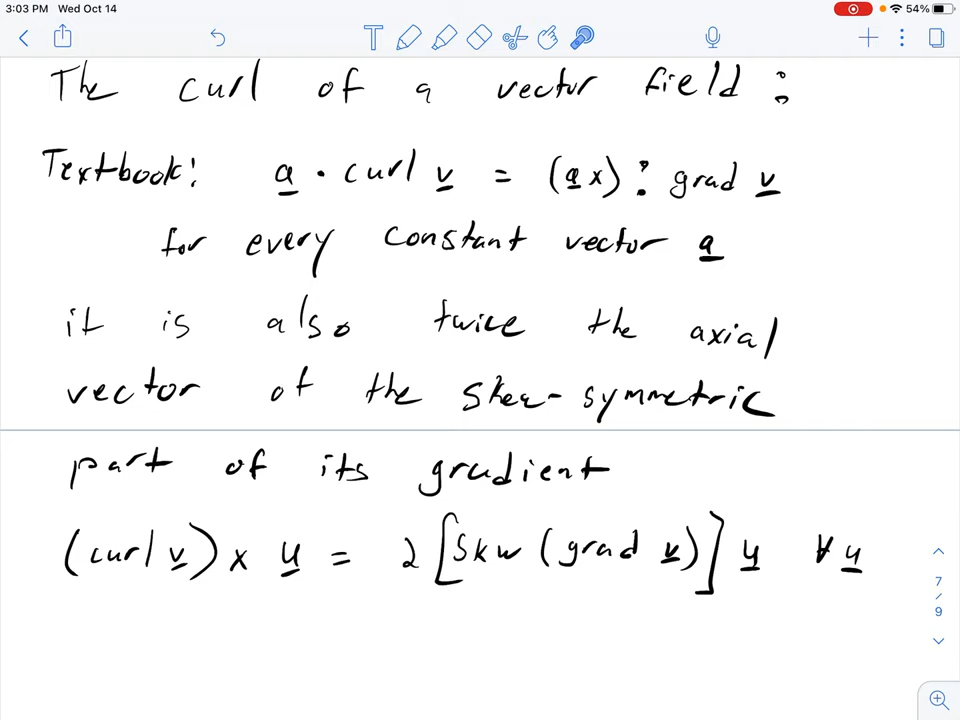 3:03 PM Wed Oct 14
54%
The curl of a vector field:
Textbook: a · curl v = (a x) : grad v
for every constant vector a
it is also twice the axial
vector of the skew-symmetric
part of its gradient
(curl v) x u = 2 [Skw (grad v)] u ∀ u
7
/
9